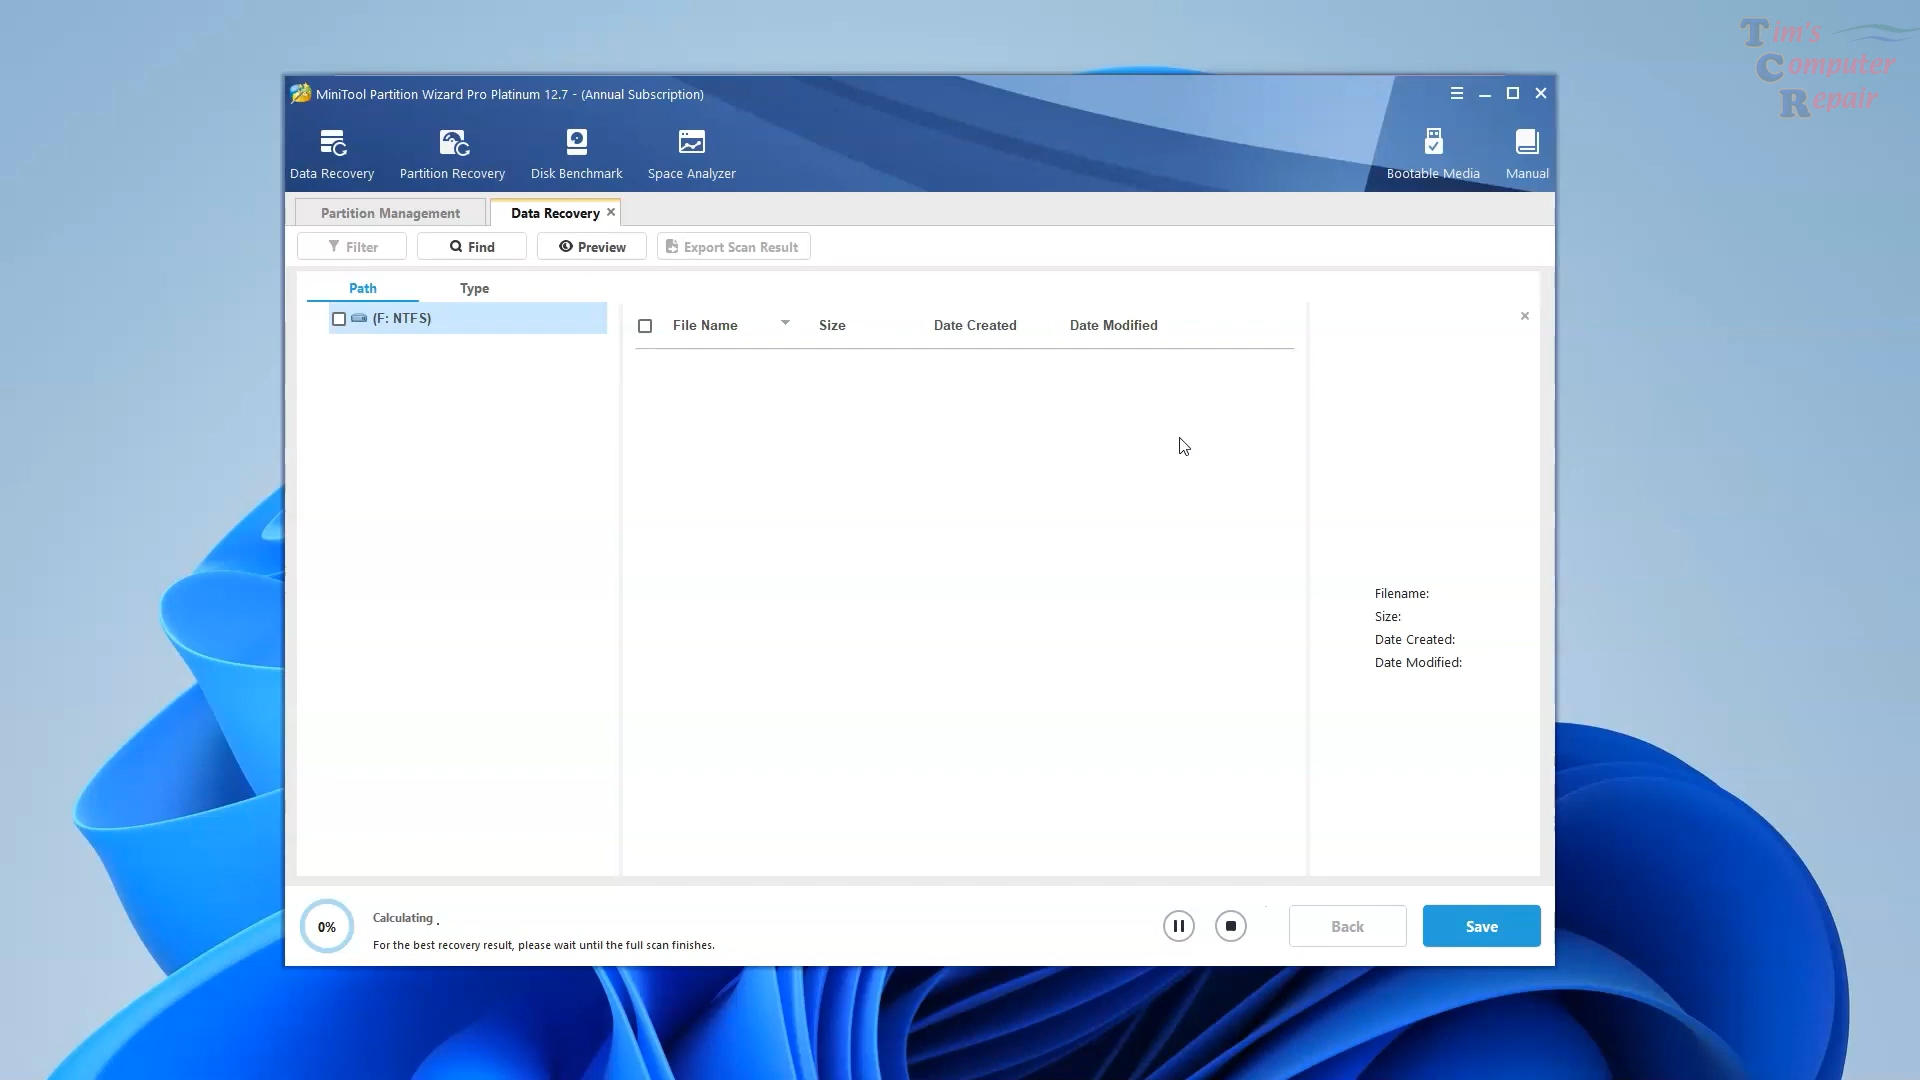 Tim's
Computer
Repair
MiniTool Partition Wizard Pro Platinum 12.7 - (Annual Subscription)
Data Recovery Partition Recovery Disk Benchmark Space Analyzer Bootable Media Manual
Partition Management Data Recovery
Filter Find Preview Export Scan Result
Path Type
(F: NTFS)
File Name Size Date Created Date Modified
Filename:
Size:
Date Created:
Date Modified:
0%
Calculating .
For the best recovery result, please wait until the full scan finishes.
Back Save